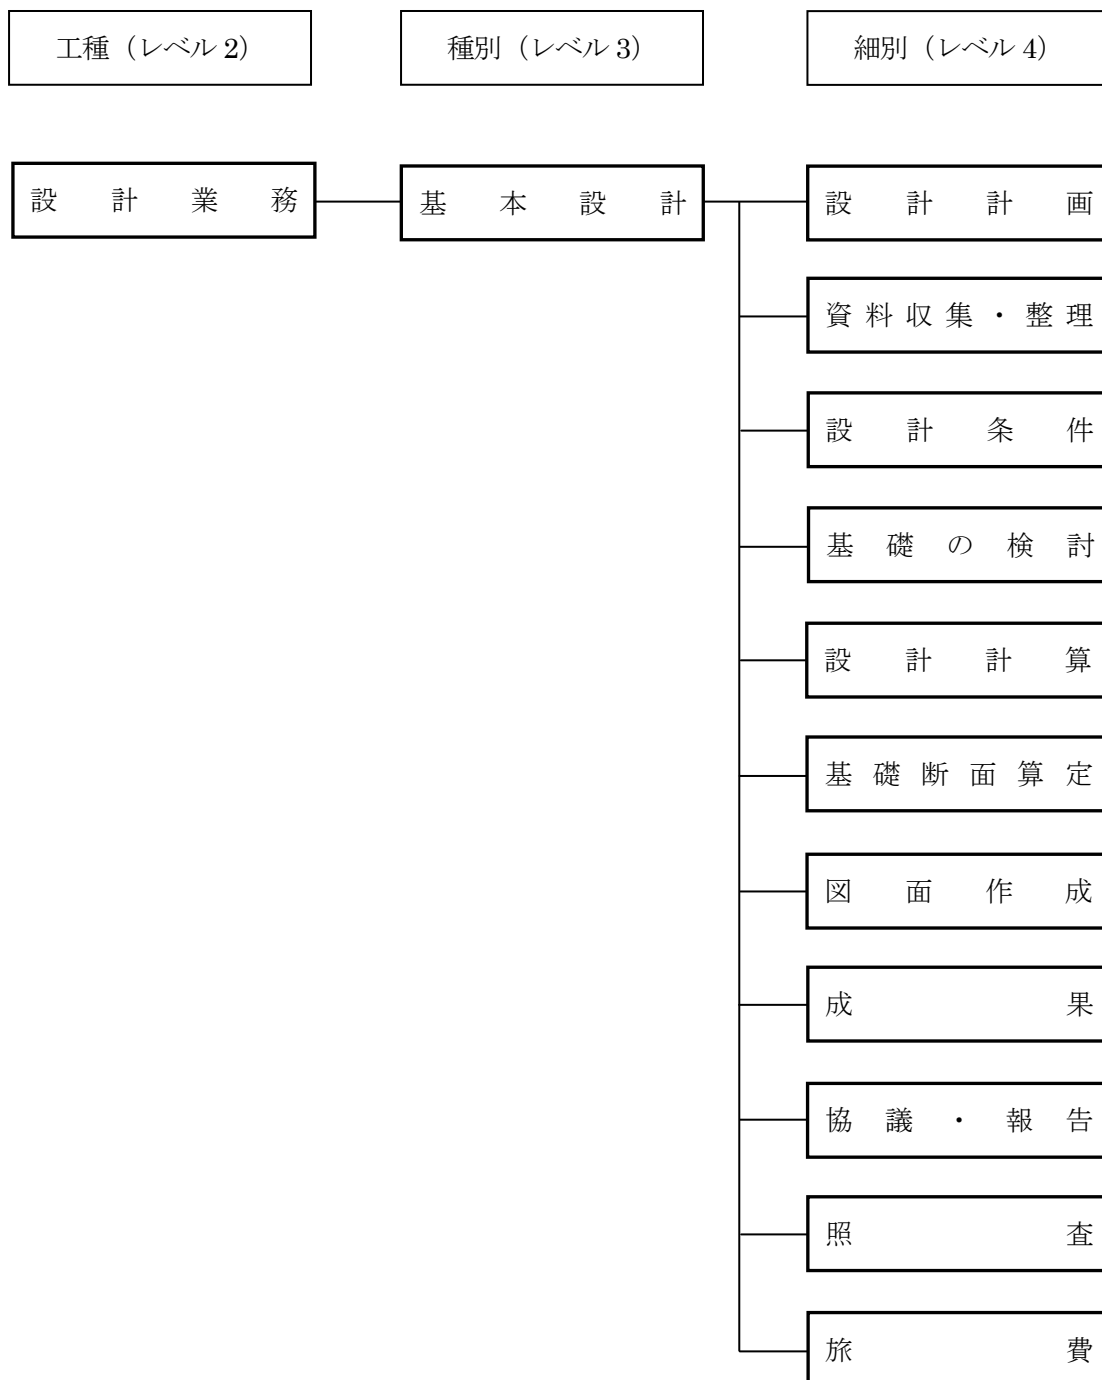 工種（レベル 2） 種別（レベル 3） 細別（レベル 4）
設計業務 基本設計 設計計画
資料収集・整理
設計条件
基礎の検討
設計計算
基礎断面算定
図面作成
成果
協議・報告
照査
旅費